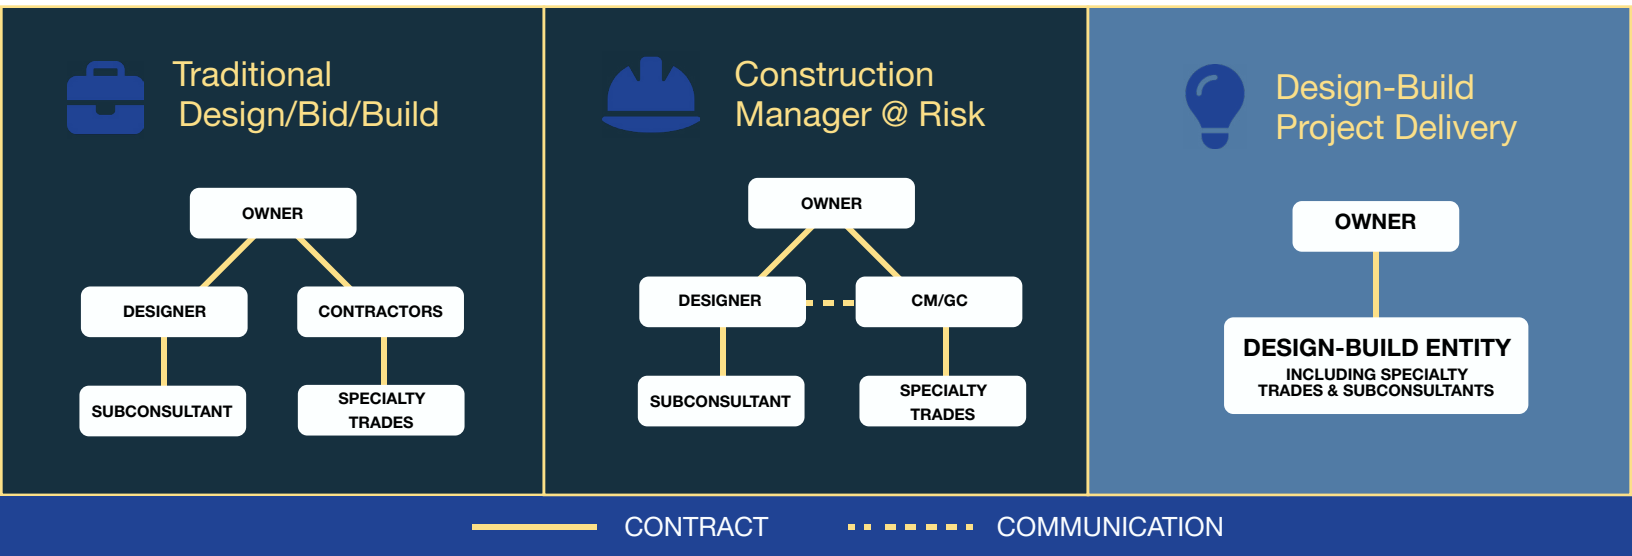 Traditional
Design/Bid/Build
OWNER
DESIGNER
CONTRACTORS
SUBCONSULTANT
SPECIALTY
TRADES
Construction
Manager @ Risk
OWNER
DESIGNER
CM/GC
SUBCONSULTANT
SPECIALTY
TRADES
Design-Build
Project Delivery
OWNER
DESIGN-BUILD ENTITY
INCLUDING SPECIALTY
TRADES & SUBCONSULTANTS
CONTRACT
COMMUNICATION